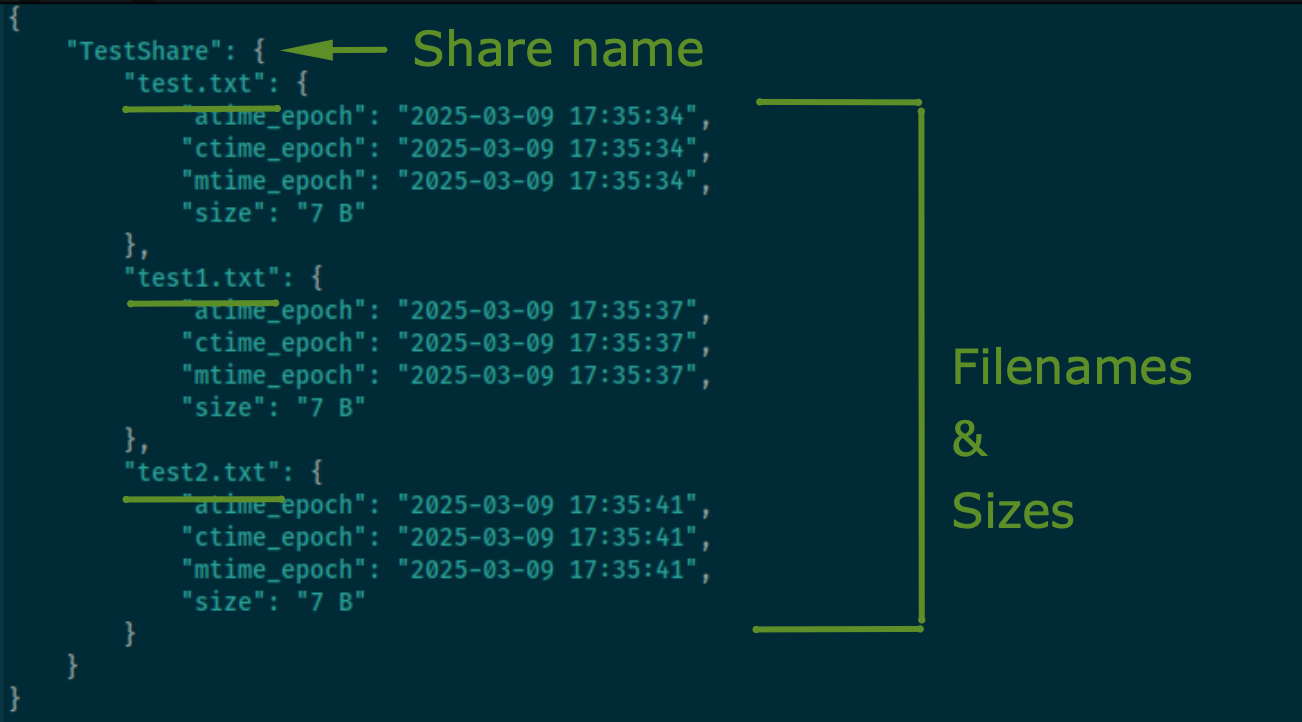 {
"TestShare": { Share name
"test.txt": {
"atime_epoch": "2025-03-09 17:35:34",
"ctime_epoch": "2025-03-09 17:35:34",
"mtime_epoch": "2025-03-09 17:35:34",
"size": "7 B"
},
"test1.txt": {
"atime_epoch": "2025-03-09 17:35:37",
"ctime_epoch": "2025-03-09 17:35:37",
"mtime_epoch": "2025-03-09 17:35:37",
"size": "7 B"
},
"test2.txt": {
"atime_epoch": "2025-03-09 17:35:41",
"ctime_epoch": "2025-03-09 17:35:41",
"mtime_epoch": "2025-03-09 17:35:41",
"size": "7 B"
}
}
}
Filenames
&
Sizes